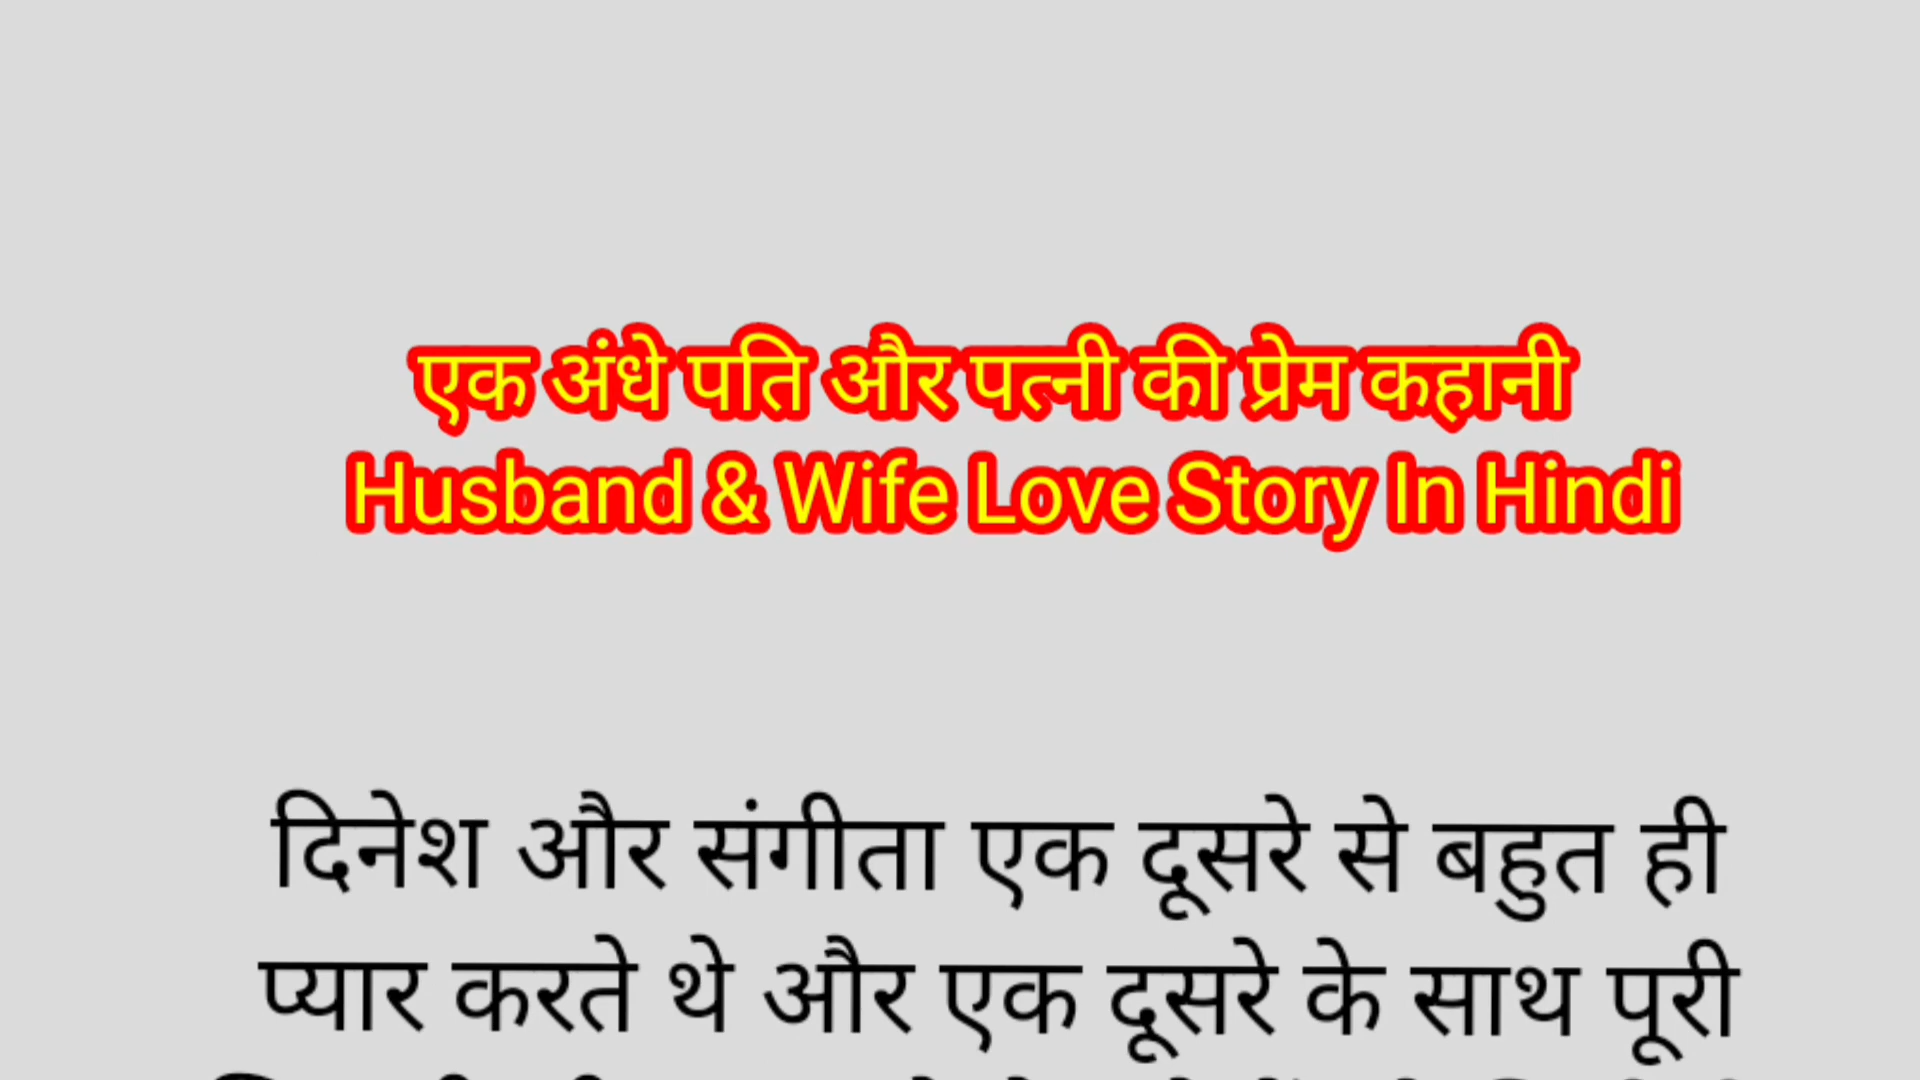 एक अंधे पति और पत्नी की प्रेम कहानी
Husband & Wife Love Story In Hindi
दिनेश और संगीता एक दूसरे से बहुत ही
प्यार करते थे और एक दूसरे के साथ पूरी